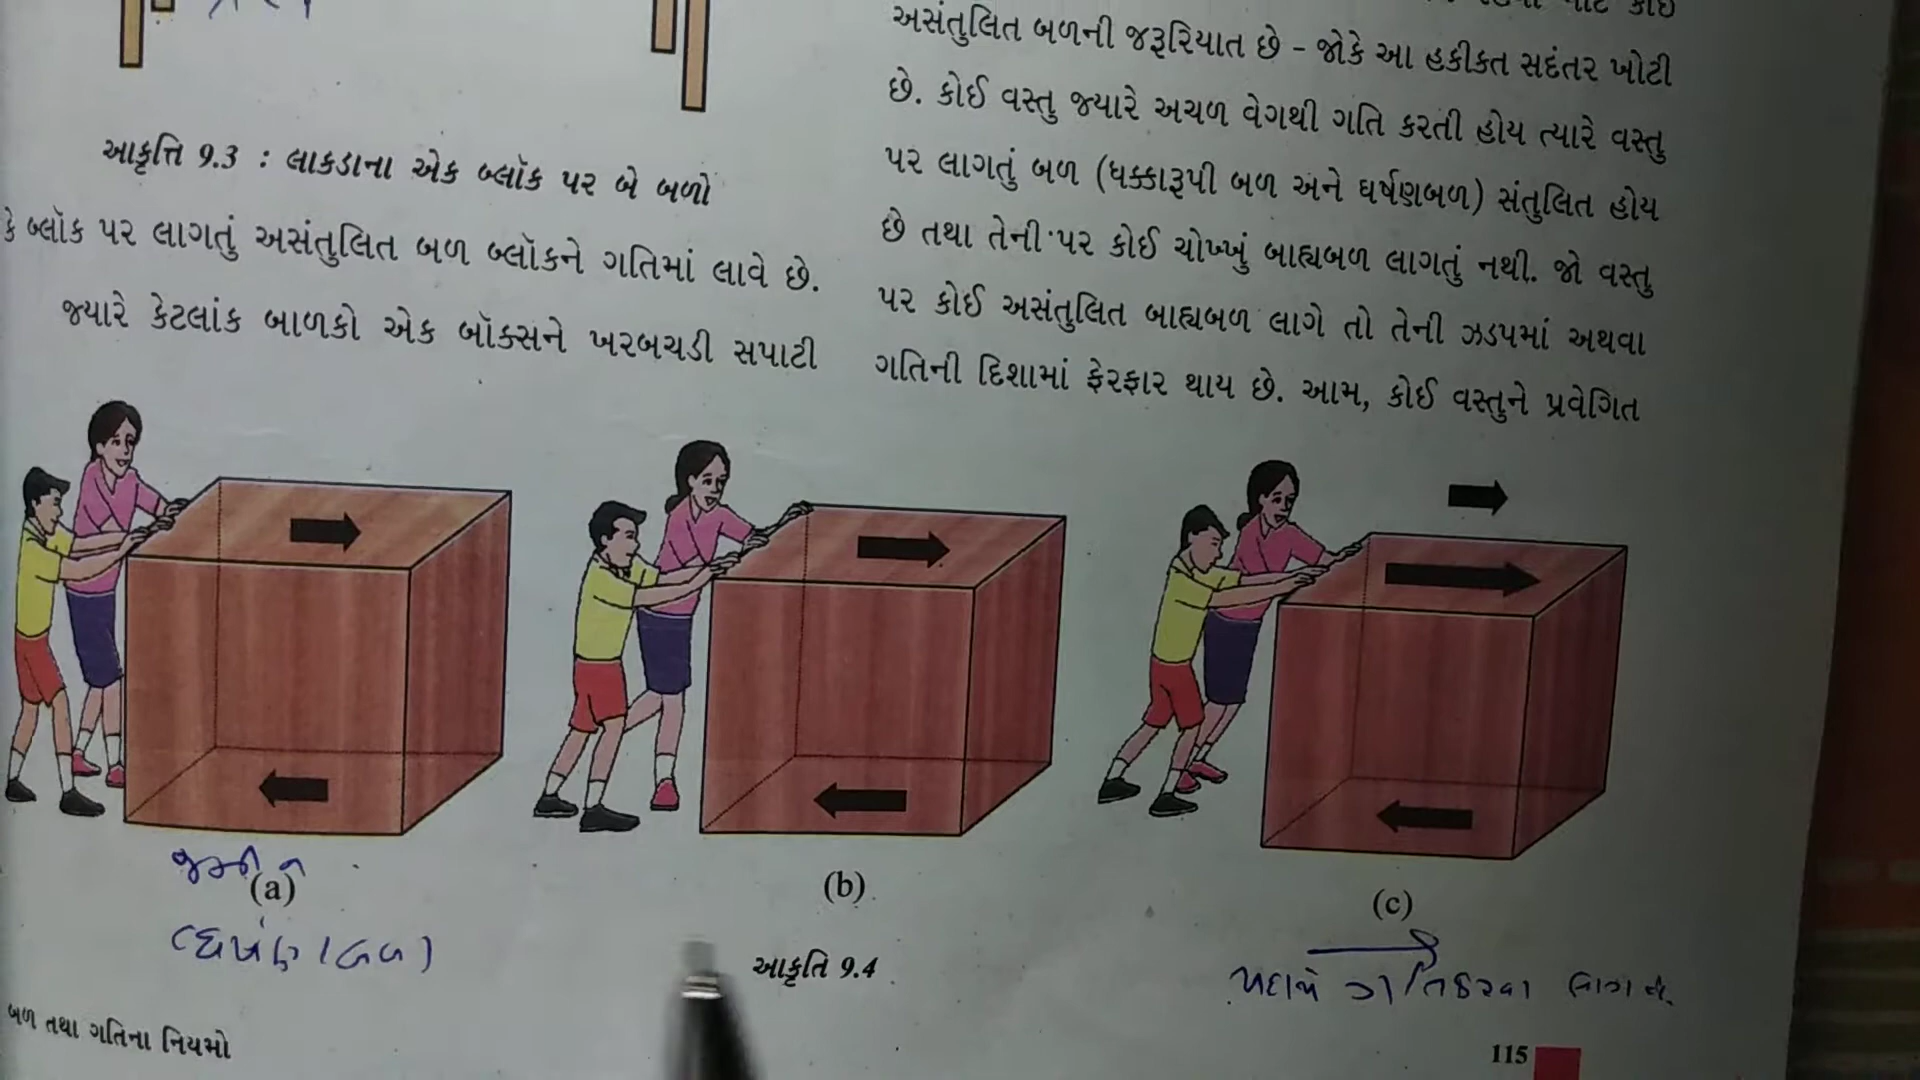 આકૃત્તિ 9.3 : લાકડાના એક બ્લૉક પર બે બળો
કે બ્લૉક પર લાગતું અસંતુલિત બળ બ્લૉકને ગતિમાં લાવે છે.
જ્યારે કેટલાંક બાળકો એક બૉક્સને ખરબચડી સપાટી
અસંતુલિત બળની જરૂરિયાત છે – જોકે આ હકીકત સદંતર ખોટી
છે. કોઈ વસ્તુ જ્યારે અચળ વેગથી ગતિ કરતી હોય ત્યારે વસ્તુ
પર લાગતું બળ (ધક્કારૂપી બળ અને ઘર્ષણબળ) સંતુલિત હોય
છે તથા તેની પર કોઈ ચોખ્ખું બાહ્યબળ લાગતું નથી. જો વસ્તુ
પર કોઈ અસંતુલિત બાહ્યબળ લાગે તો તેની ઝડપમાં અથવા
ગતિની દિશામાં ફેરફાર થાય છે. આમ, કોઈ વસ્તુને પ્રવેગિત
જમીન
(a)
(b)
(c)
આકૃતિ 9.4
બળ તથા ગતિના નિયમો
115